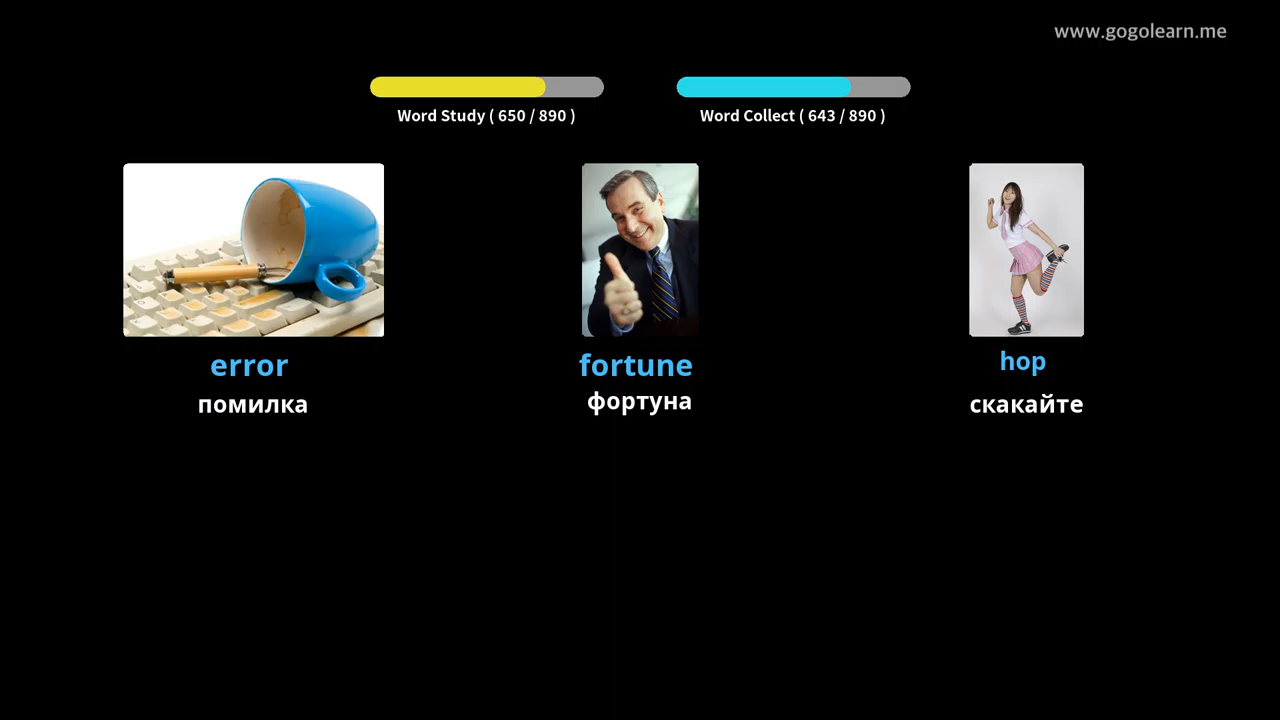 www.gogolearn.me
Word Study ( 650 / 890 )
Word Collect ( 643 / 890 )
error
fortune
hop
помилка
фортуна
скакайте